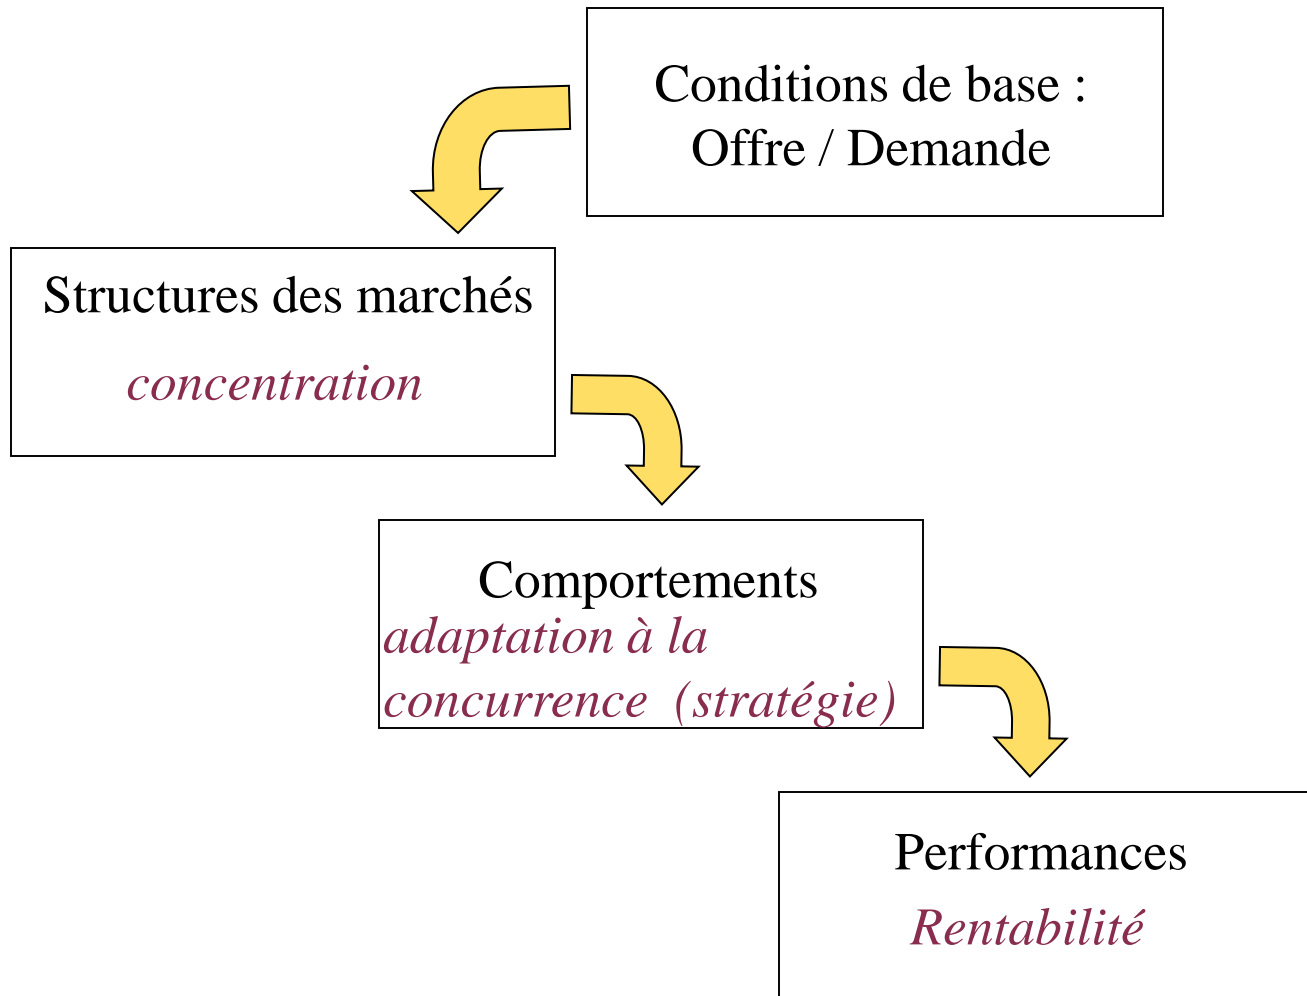 Conditions de base :
Offre / Demande
Structures des marchés
concentration
Comportements
adaptation à la
concurrence (stratégie)
Performances
Rentabilité